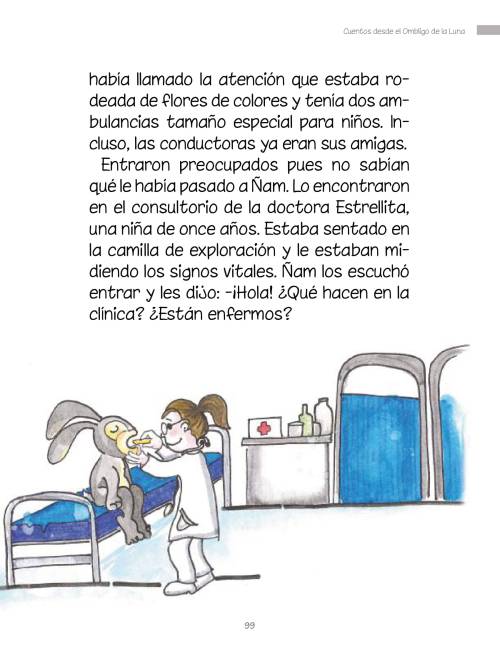 Cuentos desde el Ombligo de la Luna
había llamado la atención que estaba ro-
deada de flores de colores y tenía dos am-
bulancias tamaño especial para niños. In-
cluso, las conductoras ya eran sus amigas.
Entraron preocupados pues no sabían
qué le había pasado a Ñam. Lo encontraron
en el consultorio de la doctora Estrellita,
una niña de once años. Estaba sentado en
la camilla de exploración y le estaban mi-
diendo los signos vitales. Ñam los escuchó
entrar y les dijo: -¡Hola! ¿Qué hacen en la
clínica? ¿Están enfermos?
99